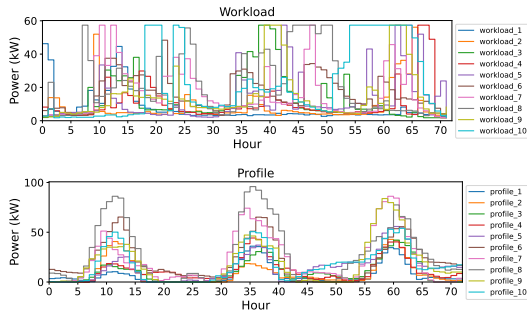 Workload
Power (kW)
60
40
20
0
0 5 10 15 20 25 30 35 40 45 50 55 60 65 70
Hour
workload_1
workload_2
workload_3
workload_4
workload_5
workload_6
workload_7
workload_8
workload_9
workload_10
Profile
Power (kW)
100
50
0
0 5 10 15 20 25 30 35 40 45 50 55 60 65 70
Hour
profile_1
profile_2
profile_3
profile_4
profile_5
profile_5
profile_7
profile_8
profile_9
profile_10